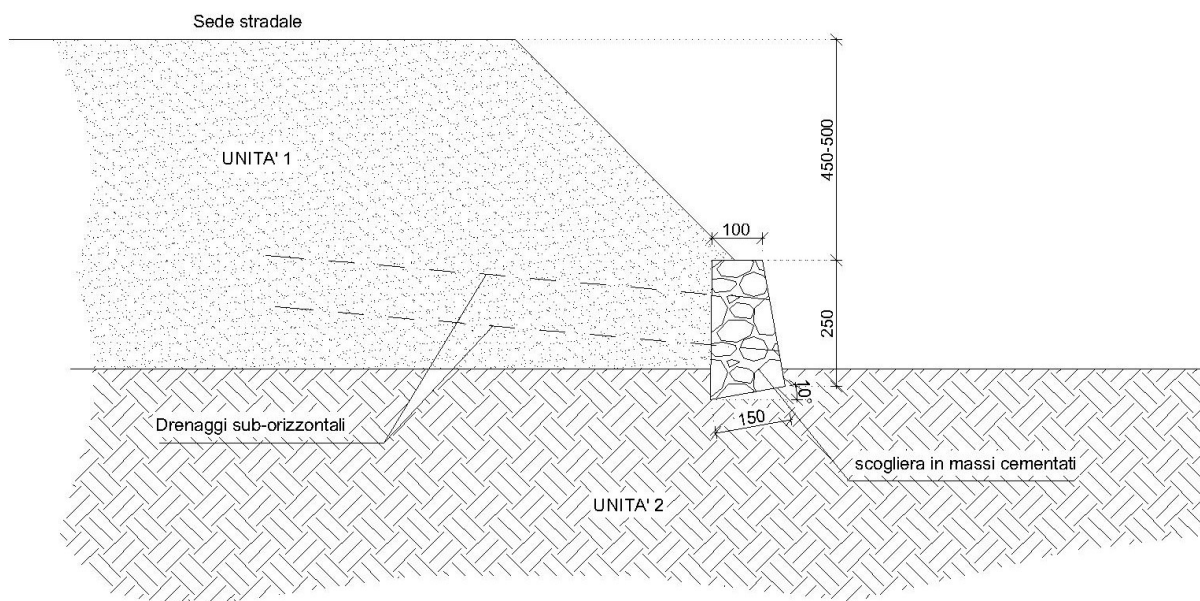 Sede stradale
UNITA' 1
450-500
100
250
10°
150
Drenaggi sub-orizzontali
scogliera in massi cementati
UNITA' 2